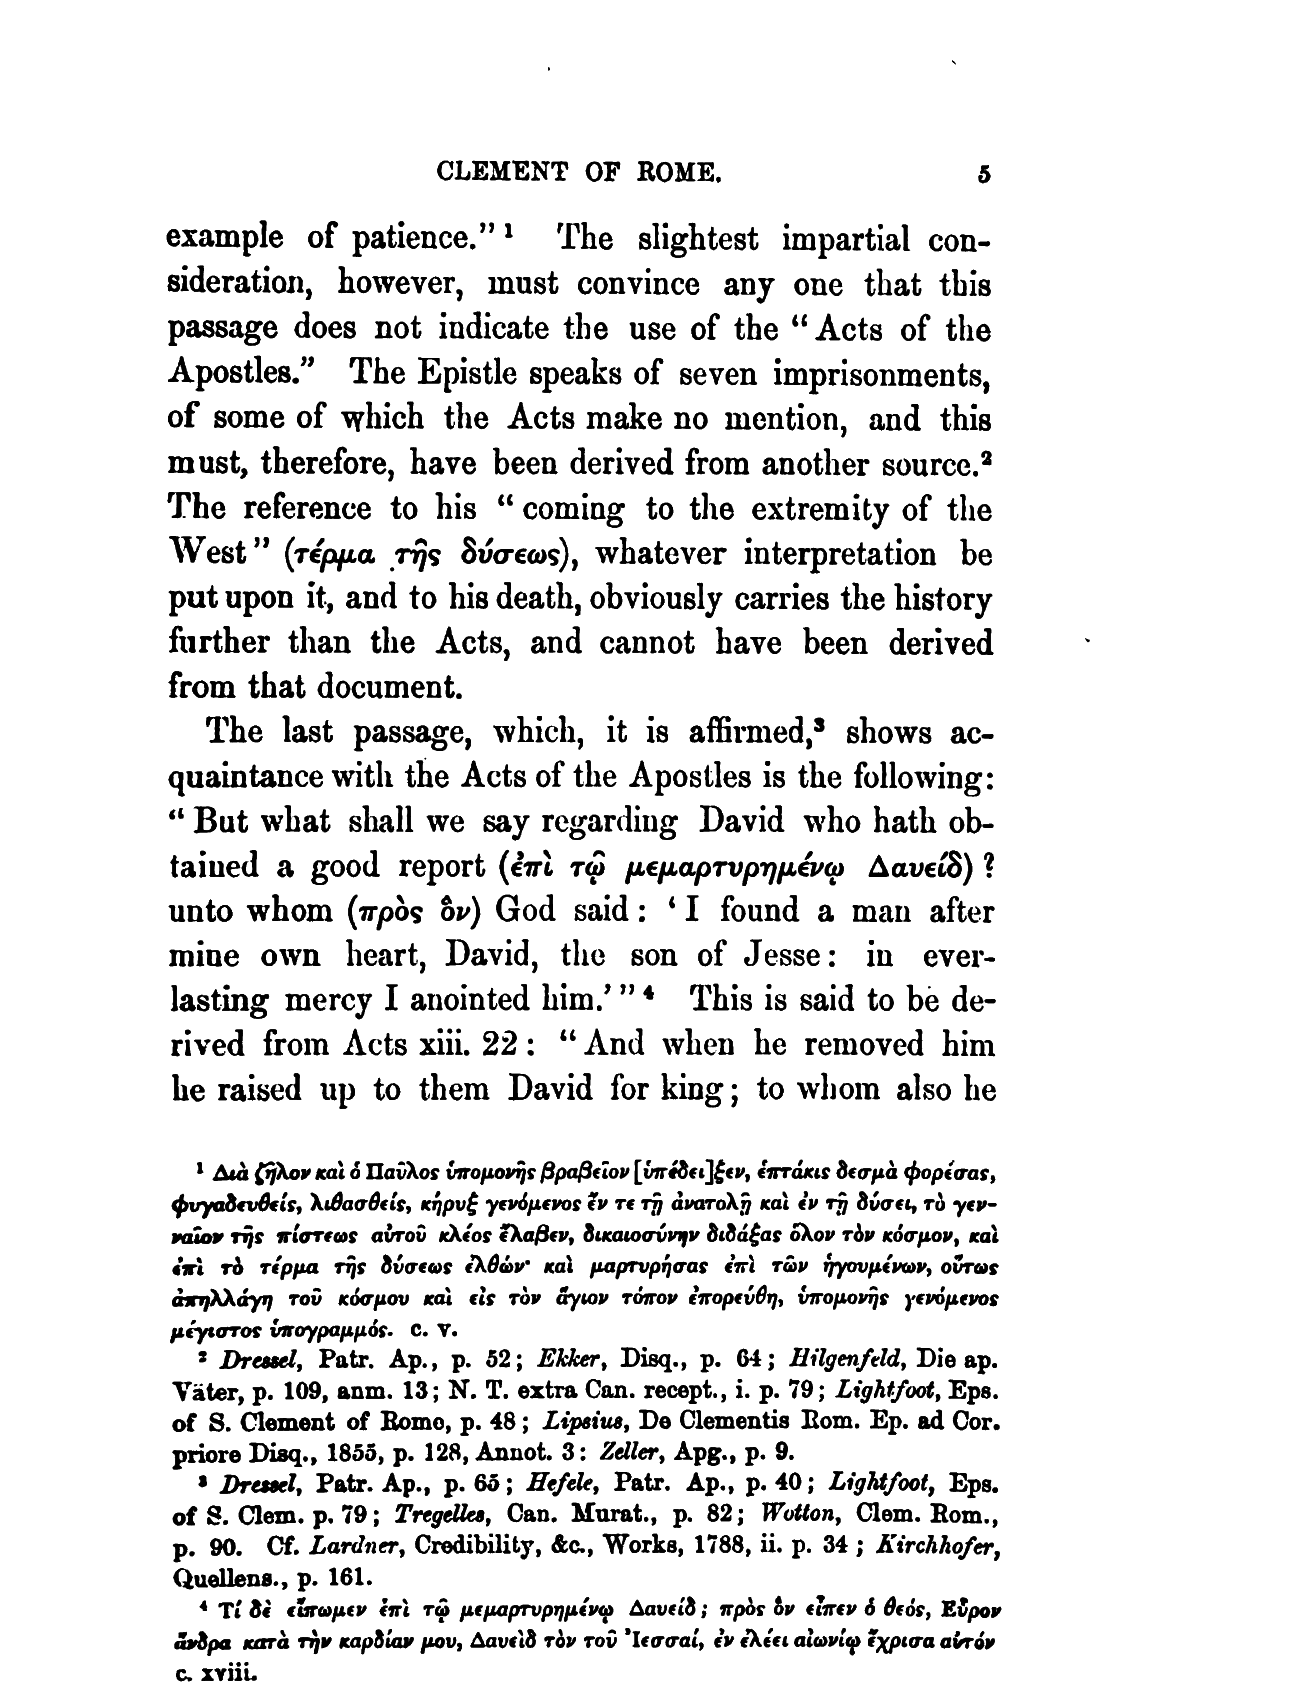 CLEMENT OF ROME. 5
example of patience.” ¹ The slightest impartial con-
sideration, however, must convince any one that this
passage does not indicate the use of the “ Acts of the
Apostles.” The Epistle speaks of seven imprisonments,
of some of which the Acts make no mention, and this
must, therefore, have been derived from another source.²
The reference to his “ coming to the extremity of the
West ” (τέρμα τῆς δύσεως), whatever interpretation be
put upon it, and to his death, obviously carries the history
further than the Acts, and cannot have been derived
from that document.
The last passage, which, it is affirmed,³ shows ac-
quaintance with the Acts of the Apostles is the following:
“ But what shall we say regarding David who hath ob-
tained a good report (ἐπὶ τῷ μεμαρτυρημένῳ Δαυείδ) ?
unto whom (πρὸς ὃν) God said : ‘ I found a man after
mine own heart, David, the son of Jesse : in ever-
lasting mercy I anointed him.’ ” ⁴ This is said to be de-
rived from Acts xiii. 22 : “ And when he removed him
he raised up to them David for king ; to whom also he
¹ Διὰ ζῆλον καὶ ὁ Παῦλος ὑπομονῆς βραβεῖον [ὑπέδει]ξεν, ἑπτάκις δεσμὰ φορέσας,
φυγαδευθείς, λιθασθείς, κήρυξ γενόμενος ἔν τε τῇ ἀνατολῇ καὶ ἐν τῇ δύσει, τὸ γεν-
ναῖον τῆς πίστεως αὐτοῦ κλέος ἔλαβεν, δικαιοσύνην διδάξας ὅλον τὸν κόσμον, καὶ
ἐπὶ τὸ τέρμα τῆς δύσεως ἐλθών· καὶ μαρτυρήσας ἐπὶ τῶν ἡγουμένων, οὕτως
ἀπηλλάγη τοῦ κόσμου καὶ εἰς τὸν ἅγιον τόπον ἐπορεύθη, ὑπομονῆς γενόμενος
μέγιστος ὑπογραμμός. c. v.
² Dressel, Patr. Ap., p. 52 ; Ekker, Disq., p. 64 ; Hilgenfeld, Die ap.
Väter, p. 109, anm. 13 ; N. T. extra Can. recept., i. p. 79 ; Lightfoot, Eps.
of S. Clement of Rome, p. 48 ; Lipsius, De Clementis Rom. Ep. ad Cor.
priore Disq., 1855, p. 128, Annot. 3 : Zeller, Apg., p. 9.
³ Dressel, Patr. Ap., p. 65 ; Hefele, Patr. Ap., p. 40 ; Lightfoot, Eps.
of S. Clem. p. 79 ; Tregelles, Can. Murat., p. 82 ; Wotton, Clem. Rom.,
p. 90. Cf. Lardner, Credibility, &c., Works, 1788, ii. p. 34 ; Kirchhofer,
Quellens., p. 161.
⁴ Τί δὲ εἴπωμεν ἐπὶ τῷ μεμαρτυρημένῳ Δαυείδ ; πρὸς ὃν εἶπεν ὁ θεός, Εὗρον
ἄνδρα κατὰ τὴν καρδίαν μου, Δαυεὶδ τὸν τοῦ Ἰεσσαί, ἐν ἐλέει αἰωνίῳ ἔχρισα αὐτόν
c. xviii.